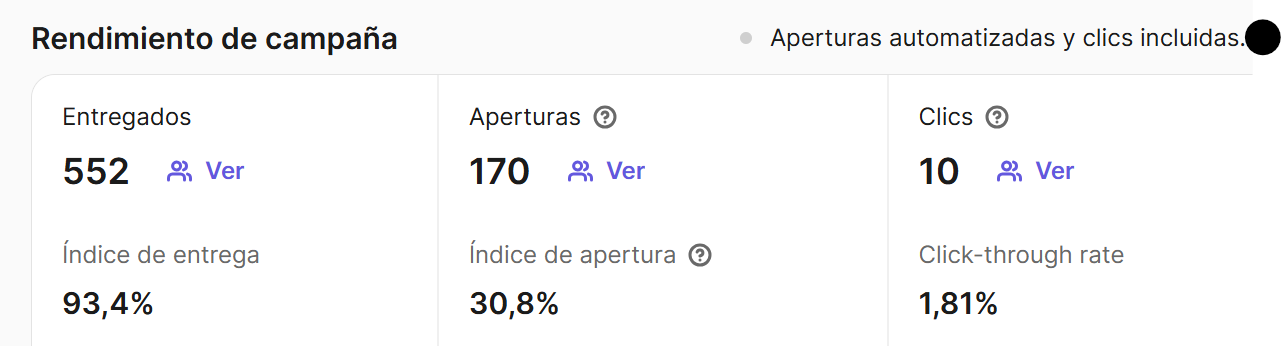 Rendimiento de campaña
Aperturas automatizadas y clics incluidas.
Entregados
552 Ver
Índice de entrega
93,4%
Aperturas ?
170 Ver
Índice de apertura ?
30,8%
Clics ?
10 Ver
Click-through rate
1,81%